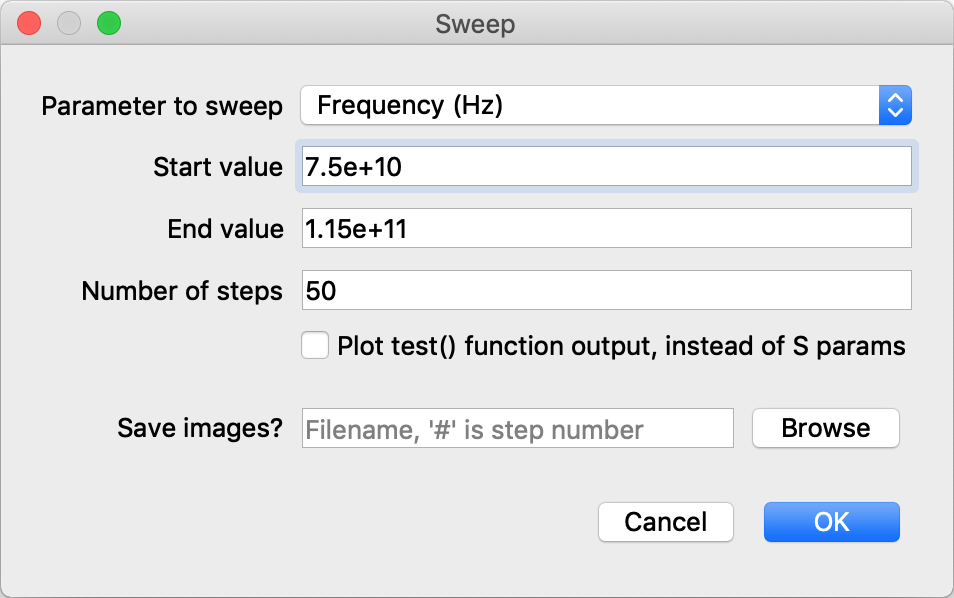 Sweep
Parameter to sweep Frequency (Hz)
Start value 7.5e+10
End value 1.15e+11
Number of steps 50
Plot test() function output, instead of S params
Save images? Filename, '#' is step number Browse
Cancel OK